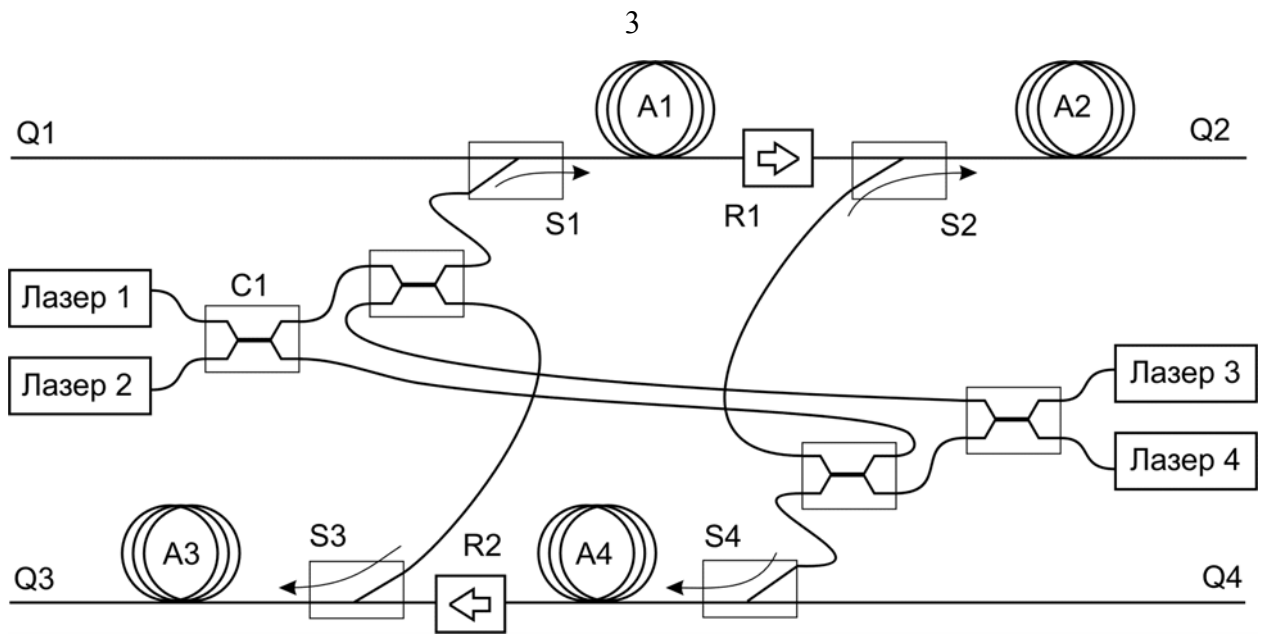 3
Q1
A1
A2
Q2
R1
S1
S2
C1
Лазер 1
Лазер 2
Лазер 3
Лазер 4
S3
R2
S4
A3
A4
Q3
Q4